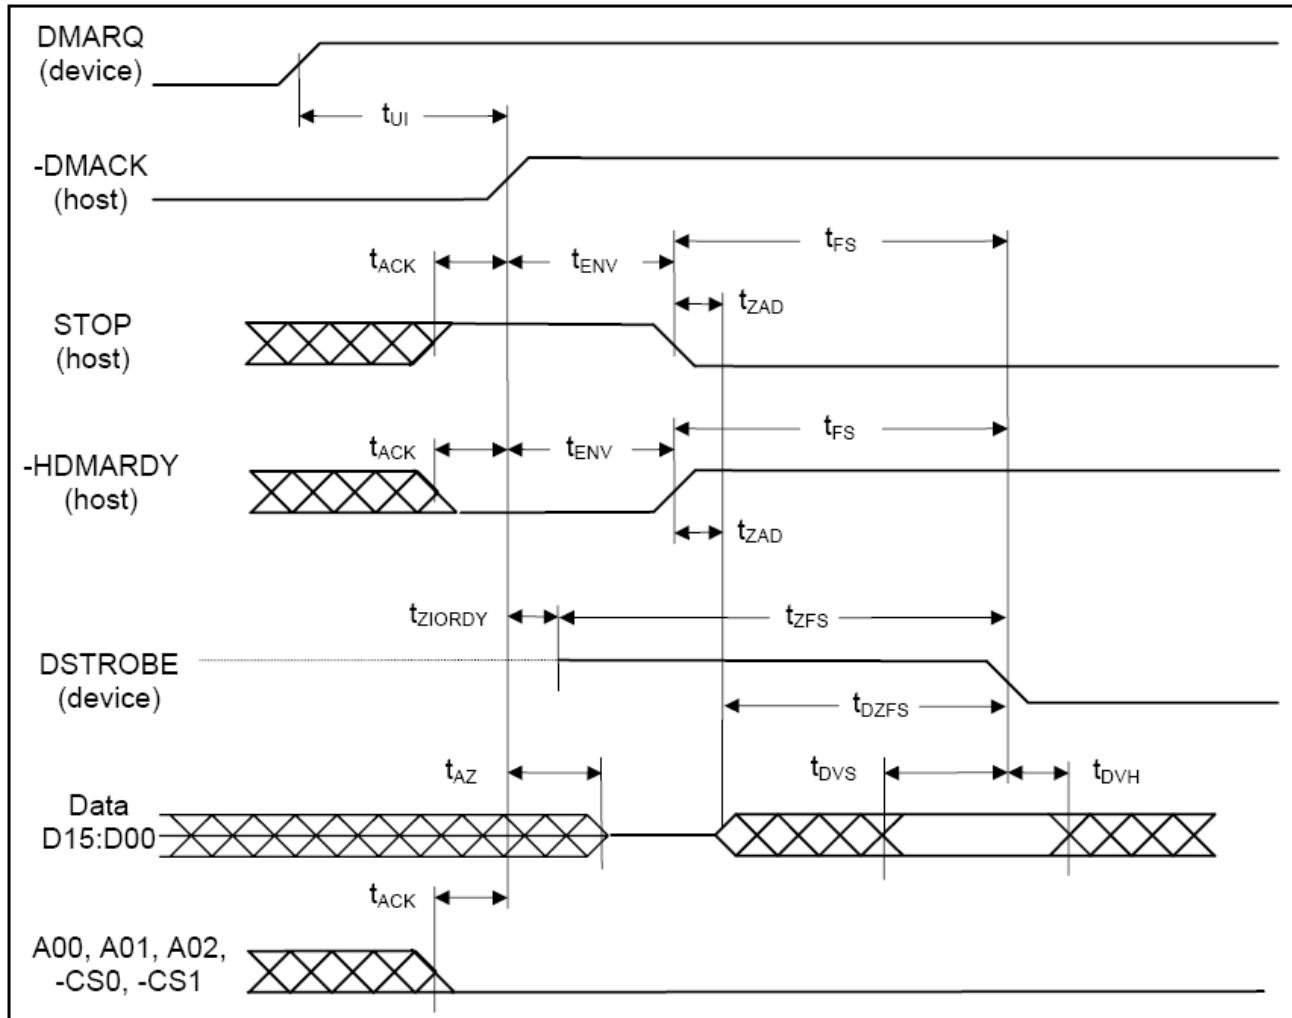 DMARQ
(device)
tUI
-DMACK
(host)
tFS
tACK
tENV
tZAD
STOP
(host)
tFS
tACK
tENV
-HDMARDY
(host)
tZAD
tZIORDY
tZFS
DSTROBE
(device)
tDZFS
tAZ
tDVS
tDVH
Data
D15:D00
tACK
A00, A01, A02,
-CS0, -CS1